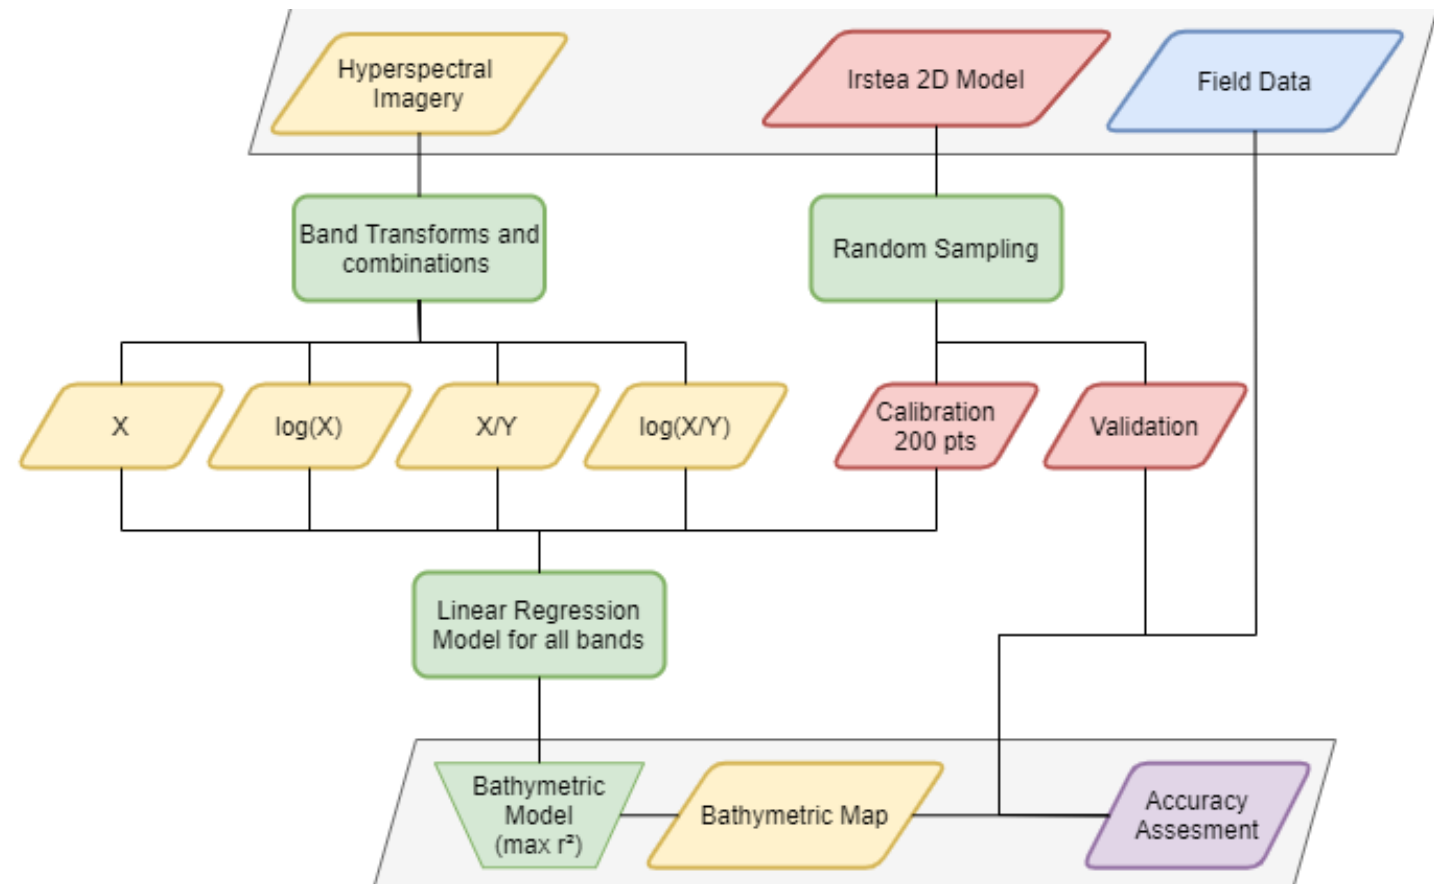 Hyperspectral
Imagery
Irstea 2D Model
Field Data
Band Transforms and
combinations
Random Sampling
X
log(X)
X/Y
log(X/Y)
Calibration
200 pts
Validation
Linear Regression
Model for all bands
Bathymetric
Model
(max r²)
Bathymetric Map
Accuracy
Assesment